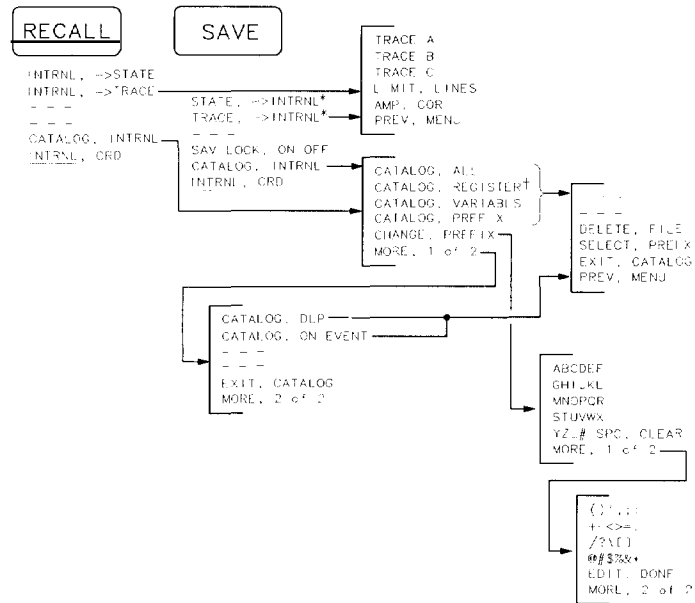 RECALL
SAVE
INTRNL, ->STATE
INTRNL, ->TRACE
- - -
- - -
CATALOG, INTRNL
INTRNL, CRD
STATE, ->INTRNL*
TRACE, ->INTRNL*
- - -
SAV LOCK, ON OFF
CATALOG, INTRNL
INTRNL, CRD
TRACE A
TRACE B
TRACE C
LIMIT, LINES
AMP, COR
PREV, MENU
CATALOG, ALL
CATALOG, REGISTER†
CATALOG, VARIABLS
CATALOG, PREFIX
CHANGE, PREFIX
MORE, 1 of 2
- - -
- - -
DELETE, FILE
SELECT, PREFIX
EXIT, CATALOG
PREV, MENU
CATALOG, DLP
CATALOG, ON EVENT
- - -
- - -
EXIT, CATALOG
MORE, 2 of 2
ABCDEF
GHIJKL
MNOPQR
STUVWX
YZ_# SPC, CLEAR
MORE, 1 of 2
/?\[]
@#$%&*
EDIT, DONE
MORE, 2 of 2